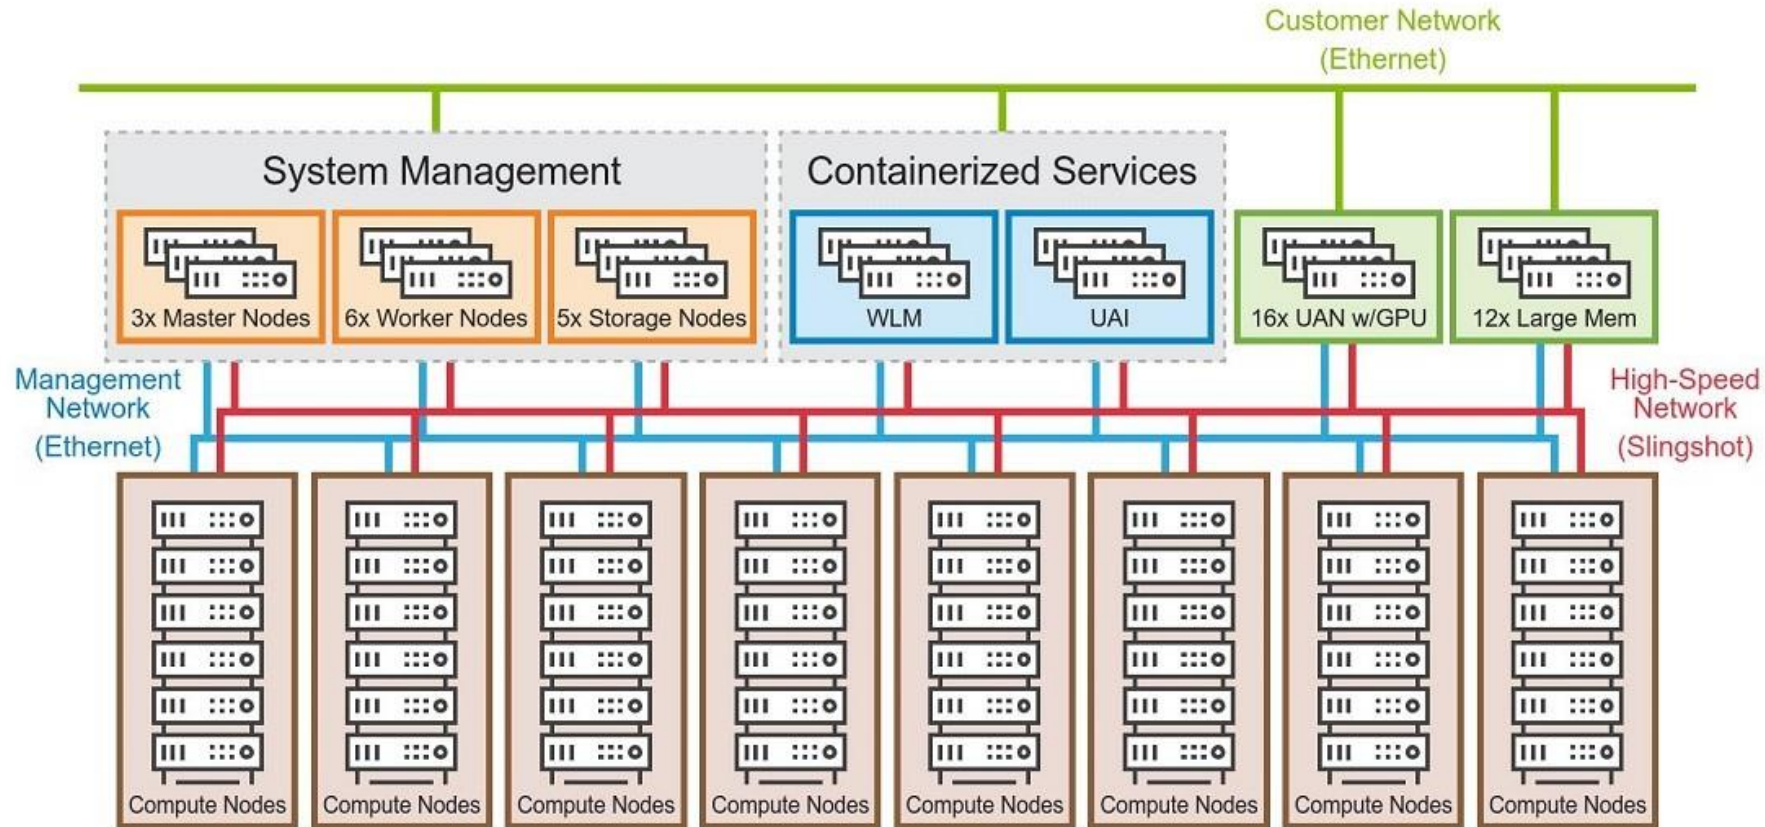 Customer Network
(Ethernet)
System Management
Containerized Services
3x Master Nodes
6x Worker Nodes
5x Storage Nodes
WLM
UAI
16x UAN w/GPU
12x Large Mem
Management
Network
(Ethernet)
High-Speed
Network
(Slingshot)
Compute Nodes
Compute Nodes
Compute Nodes
Compute Nodes
Compute Nodes
Compute Nodes
Compute Nodes
Compute Nodes